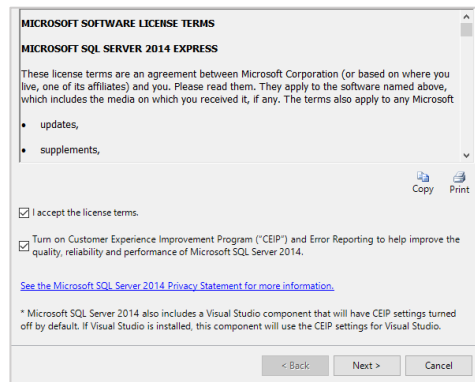 MICROSOFT SOFTWARE LICENSE TERMS
MICROSOFT SQL SERVER 2014 EXPRESS
These license terms are an agreement between Microsoft Corporation (or based on where you
live, one of its affiliates) and you. Please read them. They apply to the software named above,
which includes the media on which you received it, if any. The terms also apply to any Microsoft
• updates,
• supplements,
Copy Print
I accept the license terms.
Turn on Customer Experience Improvement Program ("CEIP") and Error Reporting to help improve the
quality, reliability and performance of Microsoft SQL Server 2014.
See the Microsoft SQL Server 2014 Privacy Statement for more information.
* Microsoft SQL Server 2014 also includes a Visual Studio component that will have CEIP settings turned
off by default. If Visual Studio is installed, this component will use the CEIP settings for Visual Studio.
< Back Next > Cancel